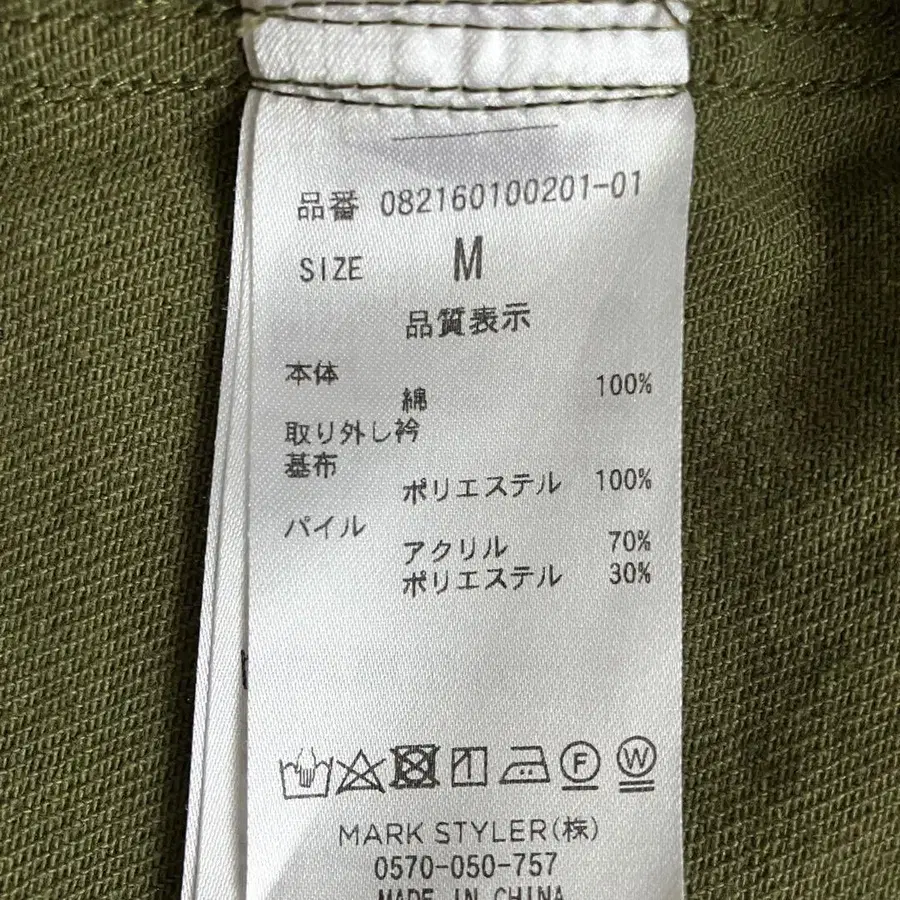 品番 082160100201-01
SIZE M
品質表示
本体
綿 100%
取り外し衿
基布
ポリエステル 100%
パイル
アクリル 70%
ポリエステル 30%
F W
MARK STYLER(株)
0570-050-757
MADE IN CHINA